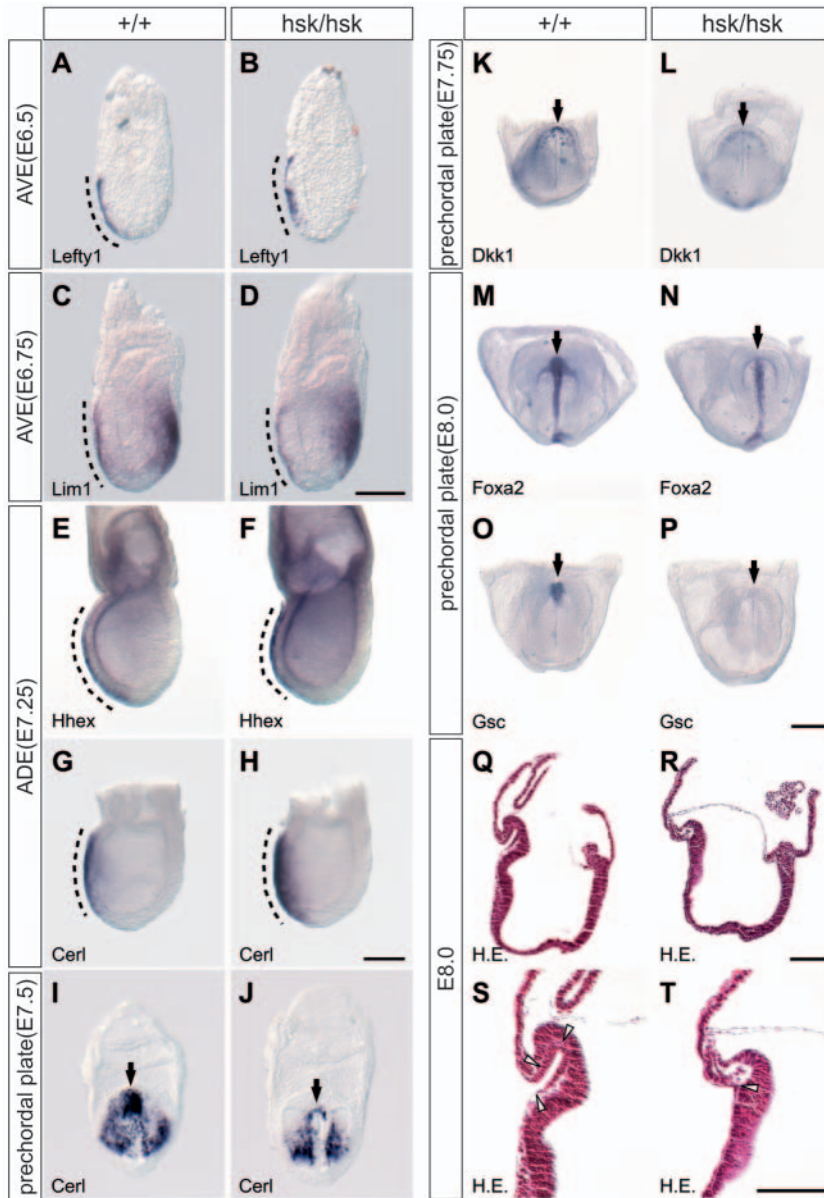 +/+
hsk/hsk
+/+
hsk/hsk
AVE(E6.5)
A
Lefty1
B
Lefty1
AVE(E6.75)
C
Lim1
D
Lim1
ADE(E7.25)
E
Hhex
F
Hhex
G
Cerl
H
Cerl
prechordal plate(E7.5)
I
Cerl
J
Cerl
prechordal plate(E7.75)
K
Dkk1
L
Dkk1
prechordal plate(E8.0)
M
Foxa2
N
Foxa2
O
Gsc
P
Gsc
E8.0
Q
H.E.
R
H.E.
S
H.E.
T
H.E.